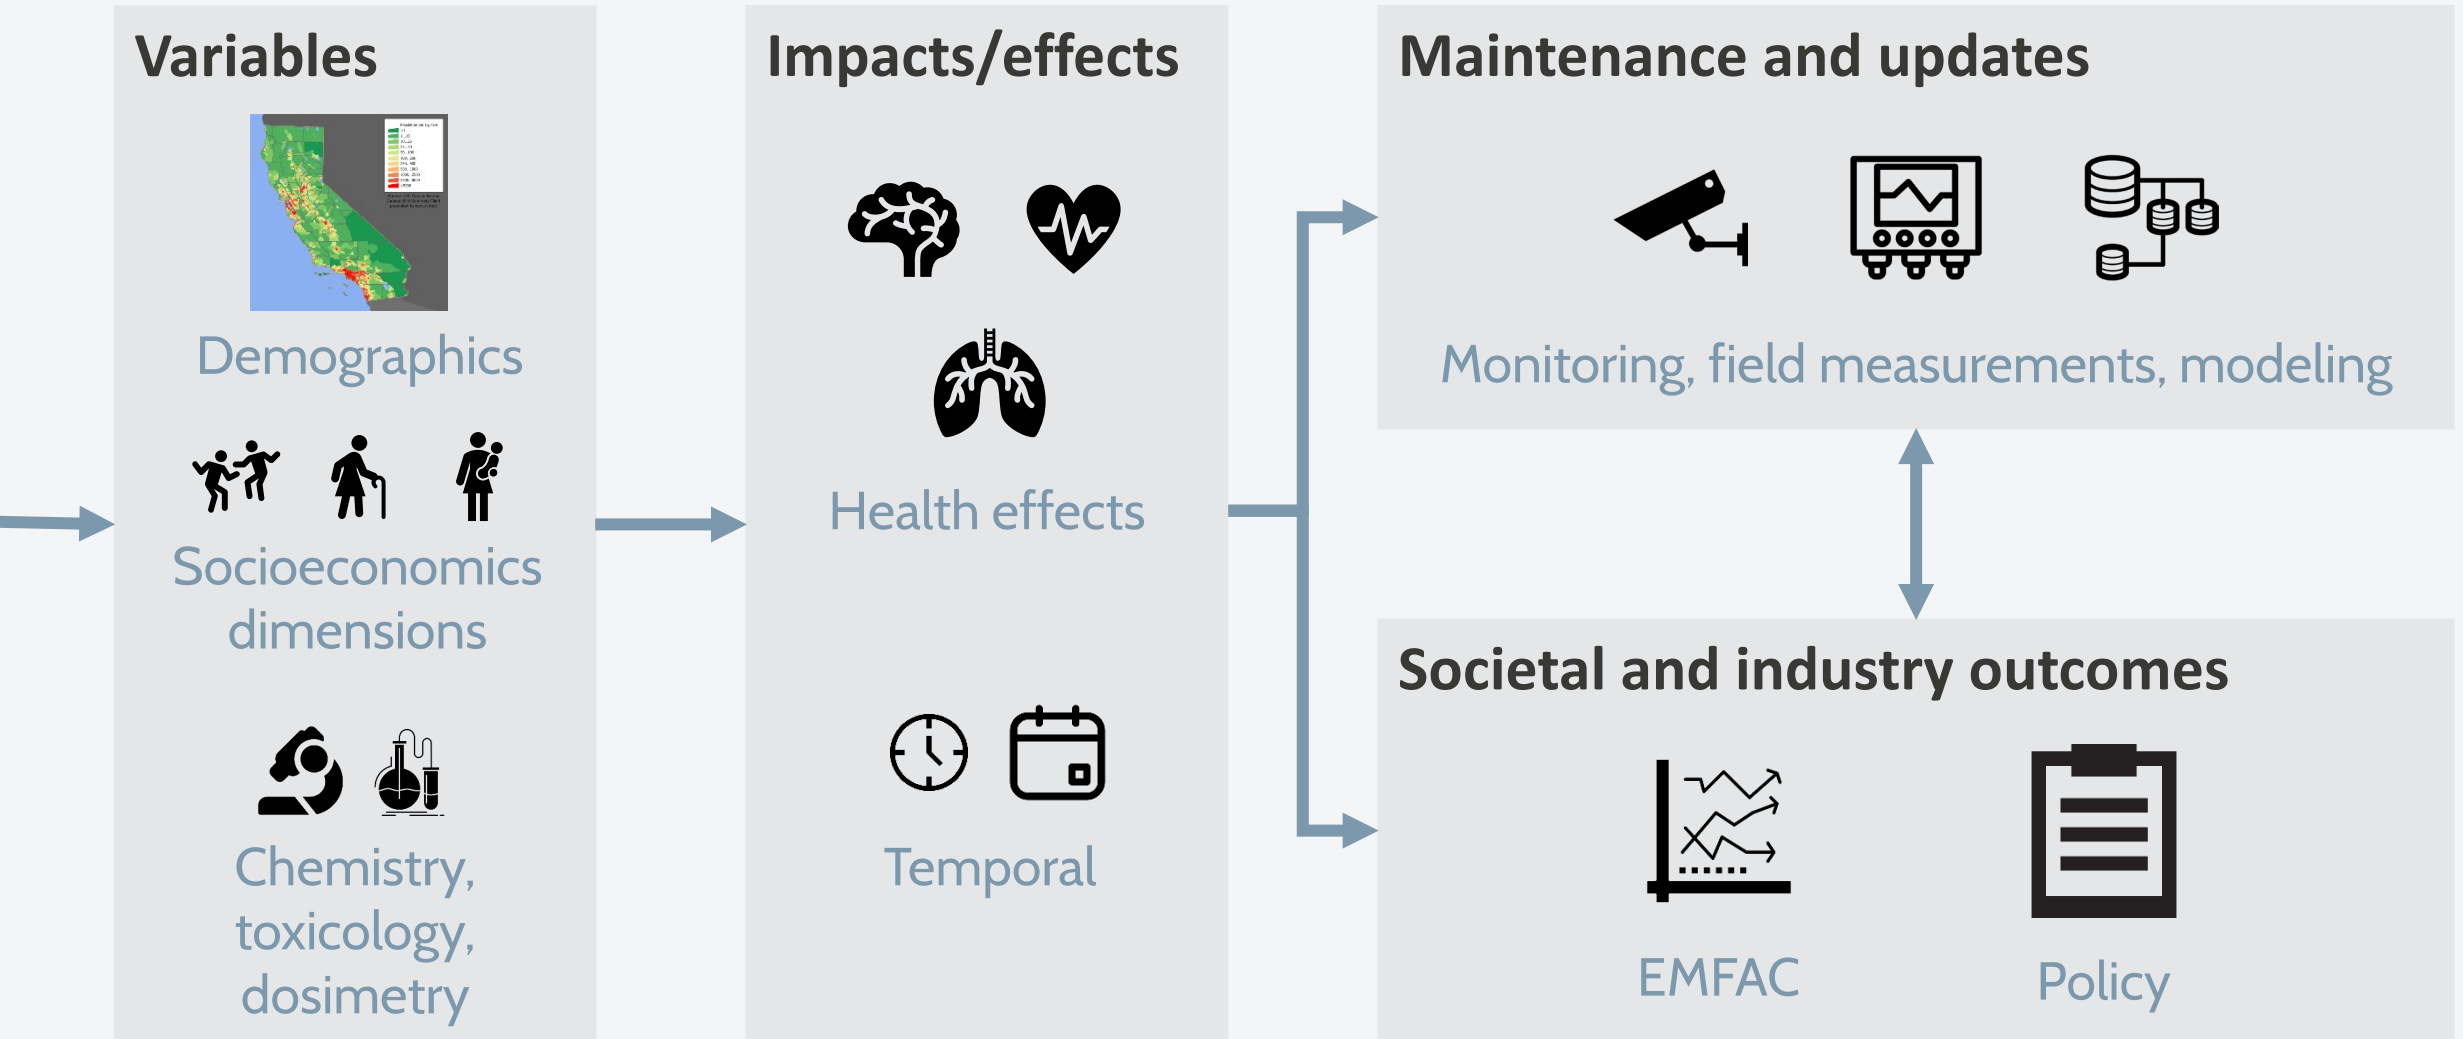 Variables
Demographics
Socioeconomics
dimensions
Chemistry,
toxicology,
dosimetry
Impacts/effects
Health effects
Temporal
Maintenance and updates
Monitoring, field measurements, modeling
Societal and industry outcomes
EMFAC
Policy